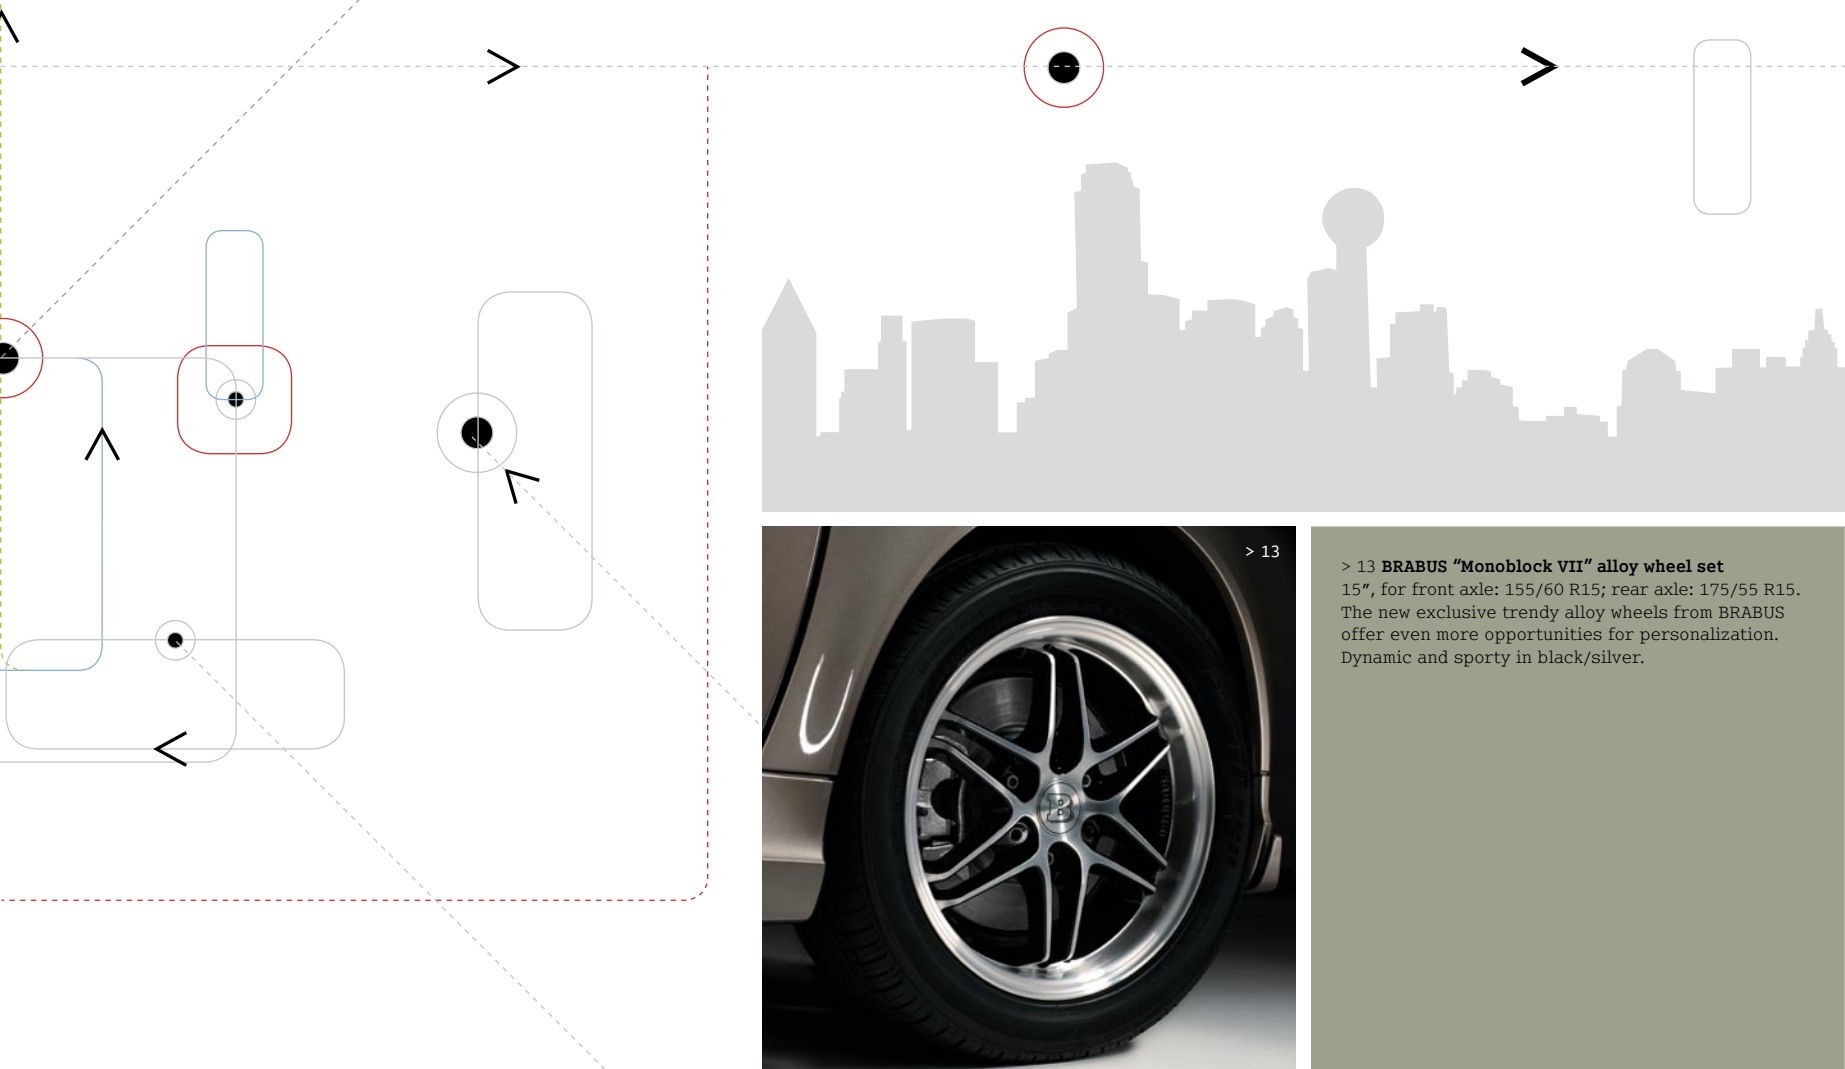 > 13
> 13 BRABUS “Monoblock VII” alloy wheel set
15”, for front axle: 155/60 R15; rear axle: 175/55 R15.
The new exclusive trendy alloy wheels from BRABUS
offer even more opportunities for personalization.
Dynamic and sporty in black/silver.
B